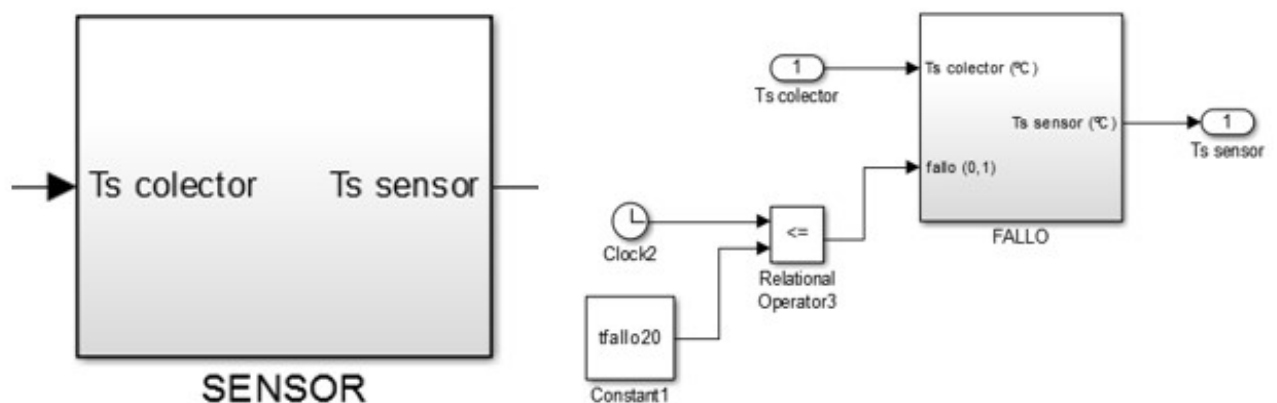 Ts colector
Ts sensor
SENSOR
1
Ts colector
Ts colector (ºC)
Ts sensor (ºC)
fallo (0,1)
FALLO
1
Ts sensor
Clock2
<=
Relational
Operator3
tfallo20
Constant1